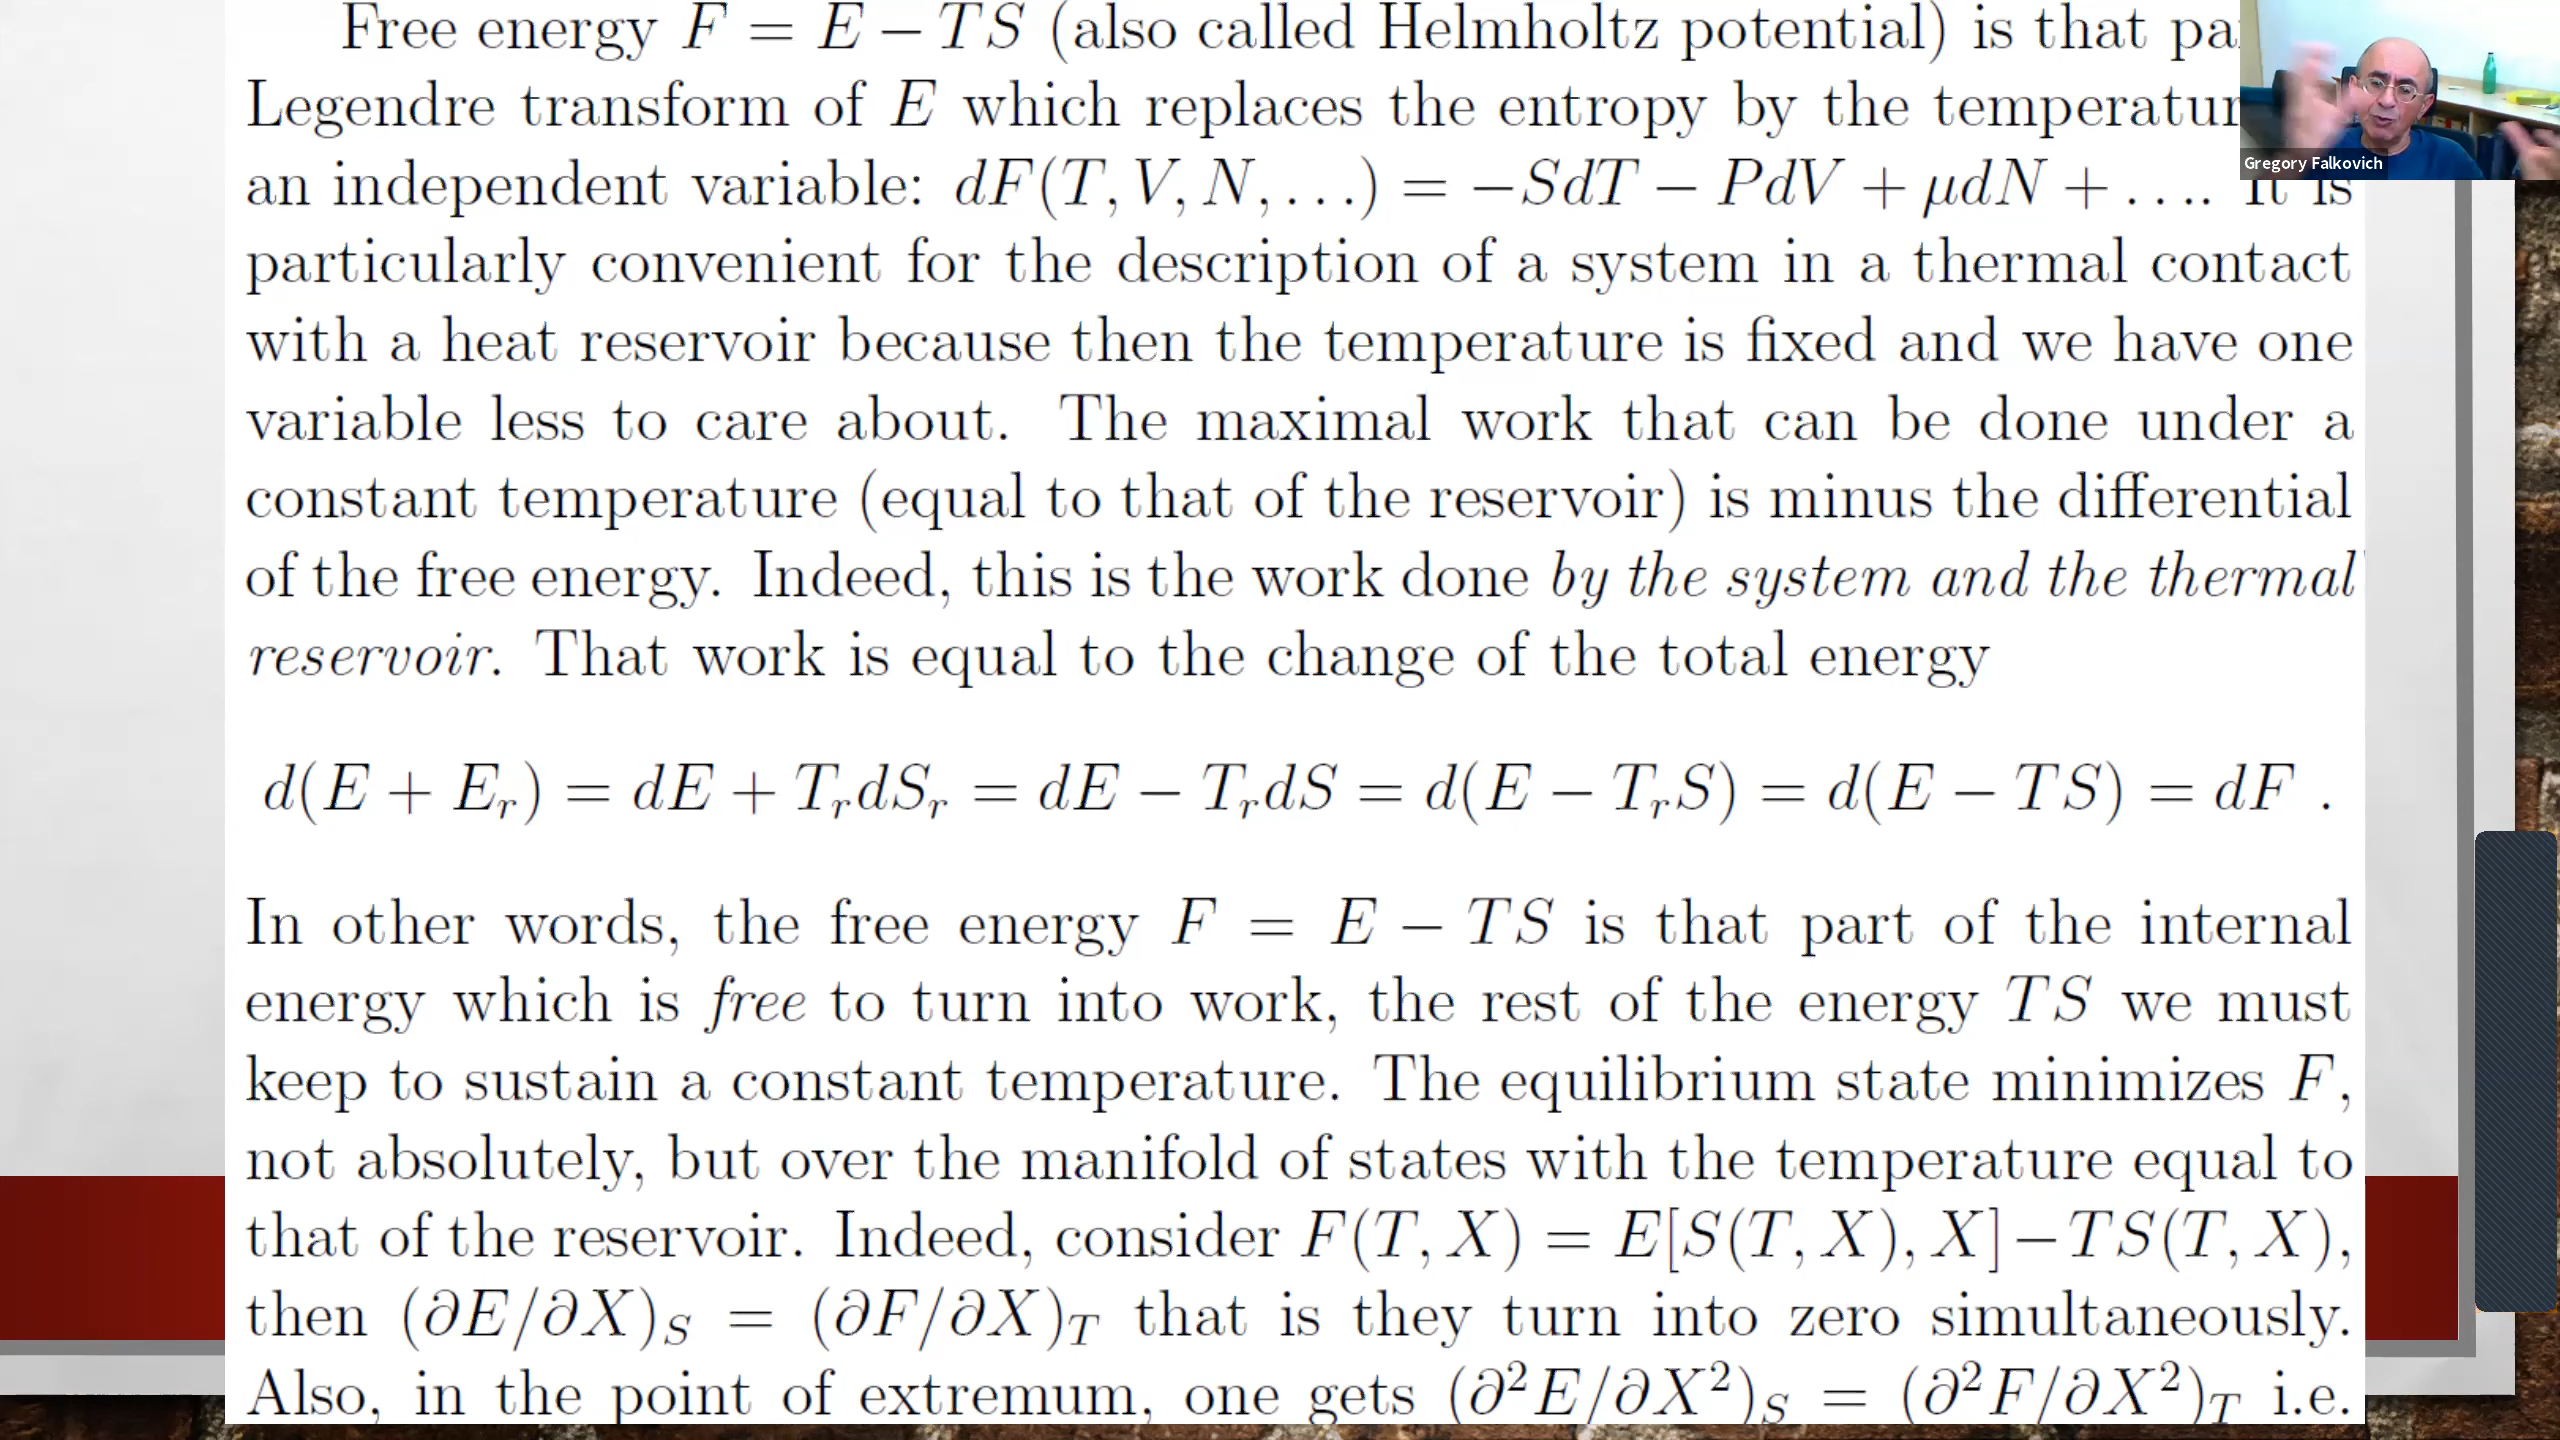 Free energy F = E − TS (also called Helmholtz potential) is that
Legendre transform of E which replaces the entropy by the
an independent variable: dF(T, V, N, . . .) = −SdT − PdV + μdN + . . . . It is
particularly convenient for the description of a system in a thermal contact
with a heat reservoir because then the temperature is fixed and we have one
variable less to care about. The maximal work that can be done under a
constant temperature (equal to that of the reservoir) is minus the differential
of the free energy. Indeed, this is the work done by the system and the thermal
reservoir. That work is equal to the change of the total energy
d(E + Eᵣ) = dE + TᵣdSᵣ = dE − TᵣdS = d(E − TᵣS) = d(E − TS) = dF .
In other words, the free energy F = E − TS is that part of the internal
energy which is free to turn into work, the rest of the energy TS we must
keep to sustain a constant temperature. The equilibrium state minimizes F,
not absolutely, but over the manifold of states with the temperature equal to
that of the reservoir. Indeed, consider F(T, X) = E[S(T, X), X] − TS(T, X),
then (∂E/∂X)_S = (∂F/∂X)_T that is they turn into zero simultaneously.
Also, in the point of extremum, one gets (∂²E/∂X²)_S = (∂²F/∂X²)_T i.e.
Gregory Falkovich